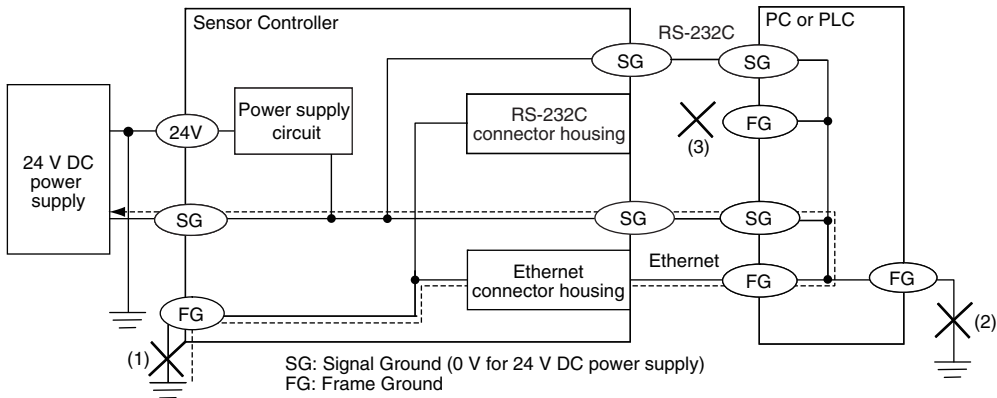 Sensor Controller
PC or PLC
RS-232C
SG
SG
24 V DC
power
supply
24V
Power supply
circuit
RS-232C
connector housing
(3)
FG
SG
SG
SG
Ethernet
connector housing
Ethernet
FG
FG
FG
(1)
(2)
SG: Signal Ground (0 V for 24 V DC power supply)
FG: Frame Ground